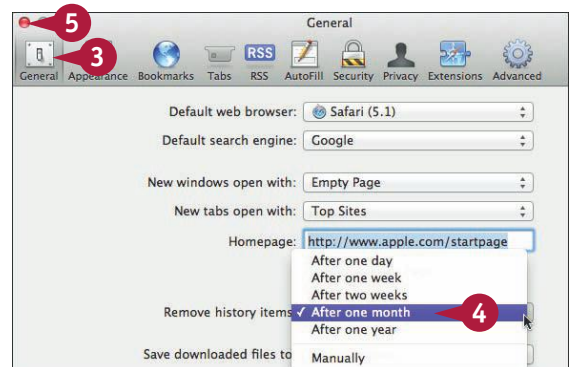 5
General
3
RSS
General Appearance Bookmarks Tabs RSS AutoFill Security Privacy Extensions Advanced
Default web browser: Safari (5.1)
Default search engine: Google
New windows open with: Empty Page
New tabs open with: Top Sites
Homepage: http://www.apple.com/startpage
After one day
After one week
After two weeks
Remove history items ✓ After one month 4
After one year
Save downloaded files to
Manually